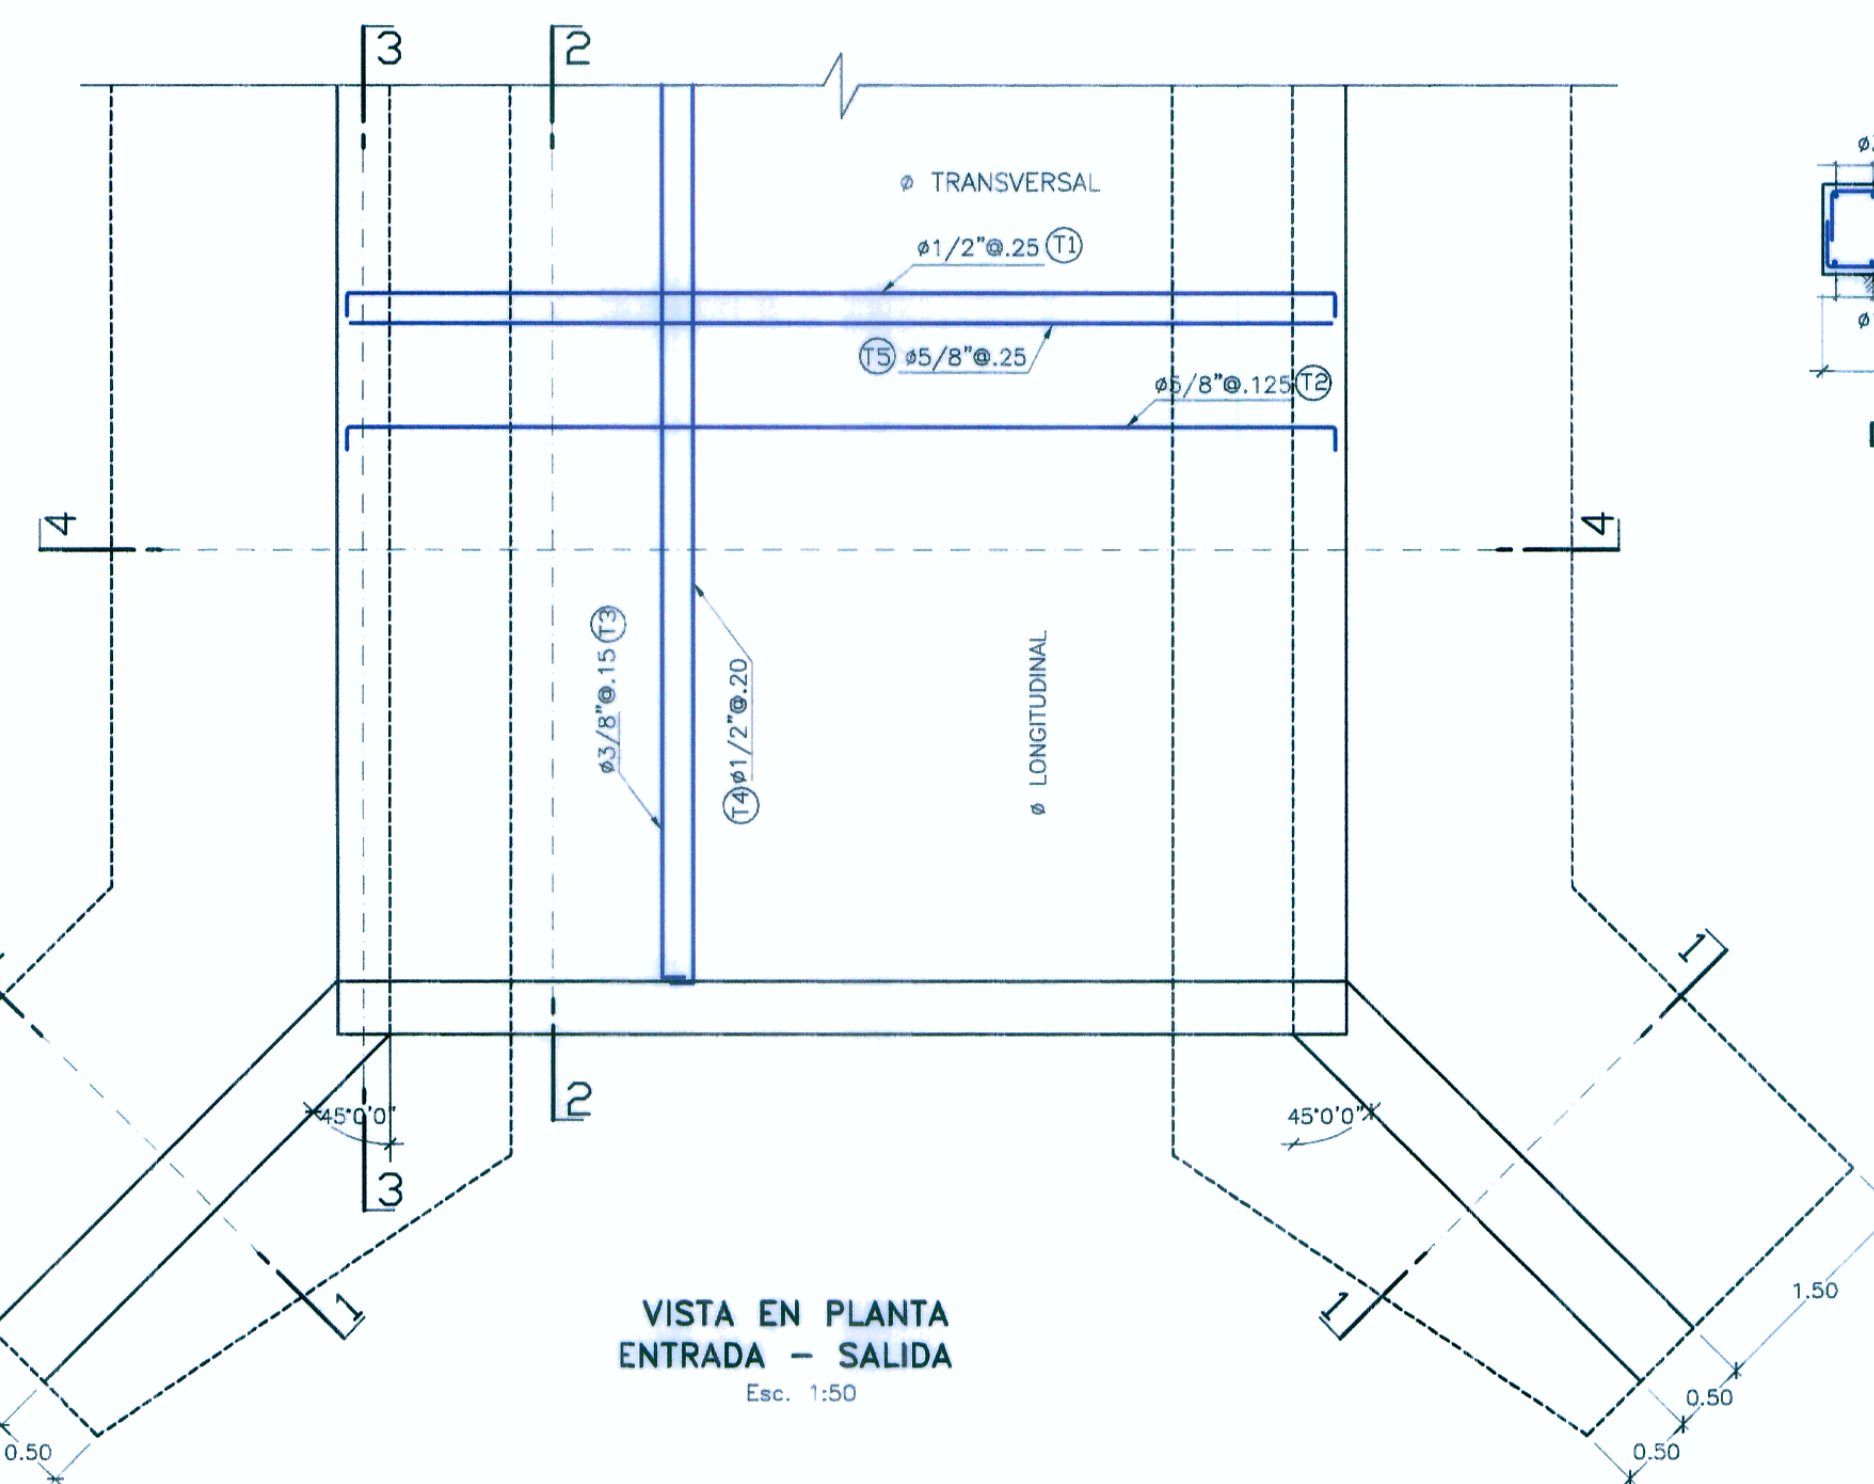 3
2
ø TRANSVERSAL
ø1/2"@.25 T1
T5 ø5/8"@.25
ø5/8"@.125 T2
4
4
ø3/8"@.15 T3
T4 ø1/2"@.20
ø LONGITUDINAL
1
2
45°0'0"
45°0'0"
3
1
1
1.50
0.50
0.50
0.50
VISTA EN PLANTA
ENTRADA – SALIDA
Esc. 1:50